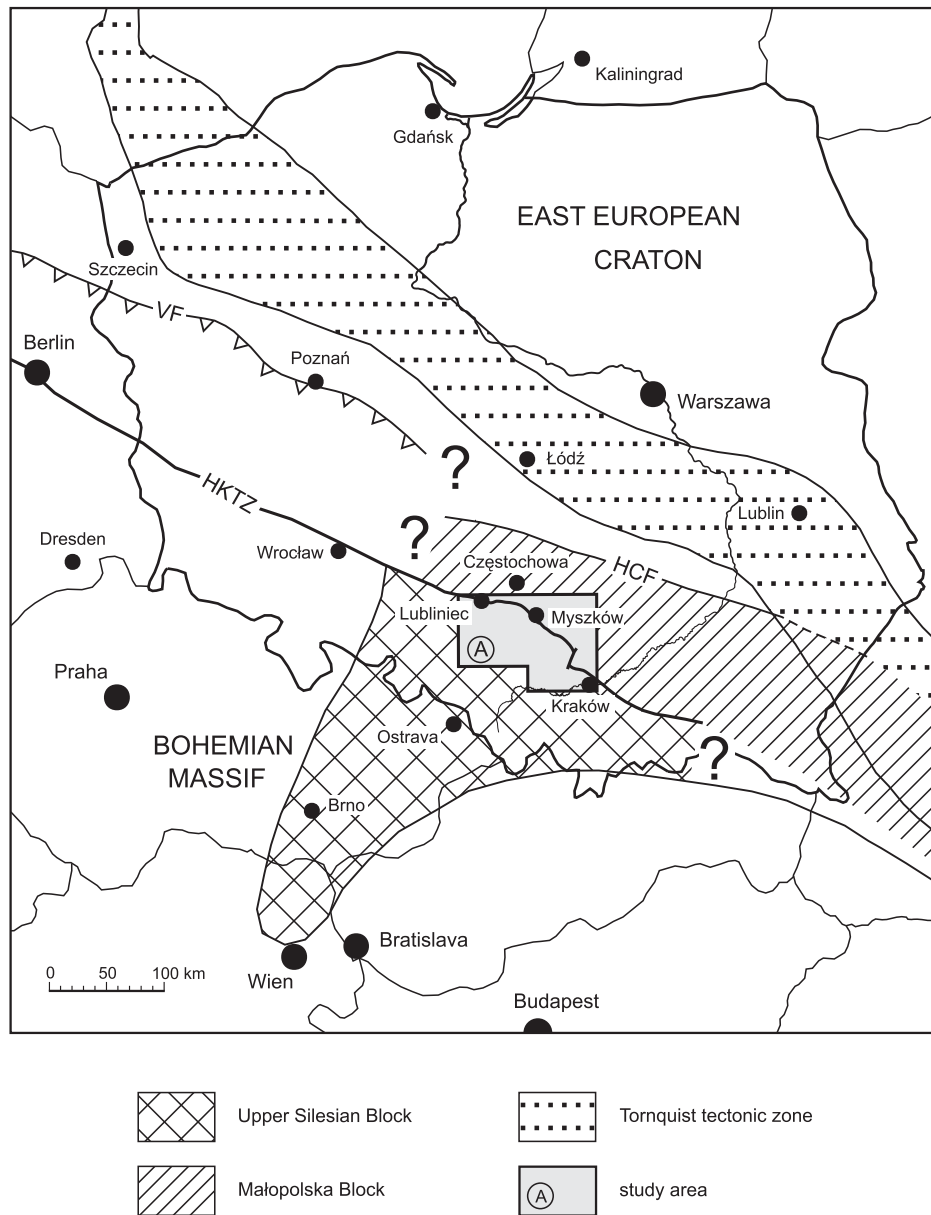 Kaliningrad
Gdańsk
EAST EUROPEAN
CRATON
Szczecin
VF
Berlin
Poznań
Warszawa
?
Łódź
HKTZ
Lublin
?
Dresden
Wrocław
Częstochowa
HCF
Lubliniec
Myszków
A
Praha
Kraków
Ostrava
?
BOHEMIAN
MASSIF
Brno
Bratislava
Wien
0 50 100 km
Budapest
Upper Silesian Block
Tornquist tectonic zone
Małopolska Block
A
study area